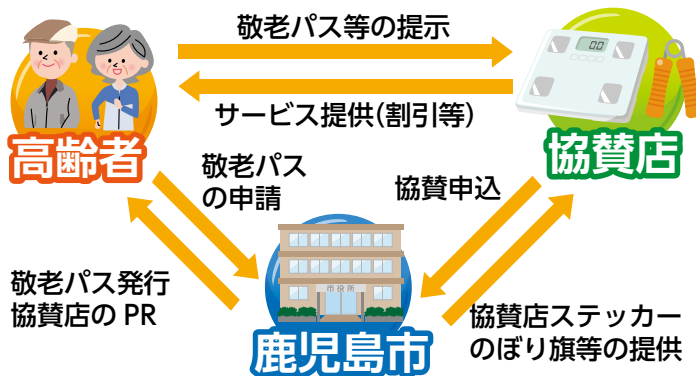 敬老パス等の提示
0.0
サービス提供(割引等)
高齢者
協賛店
敬老パス
の申請
協賛申込
敬老パス発行
協賛店の PR
市役所
協賛店ステッカー
のぼり旗等の提供
鹿児島市